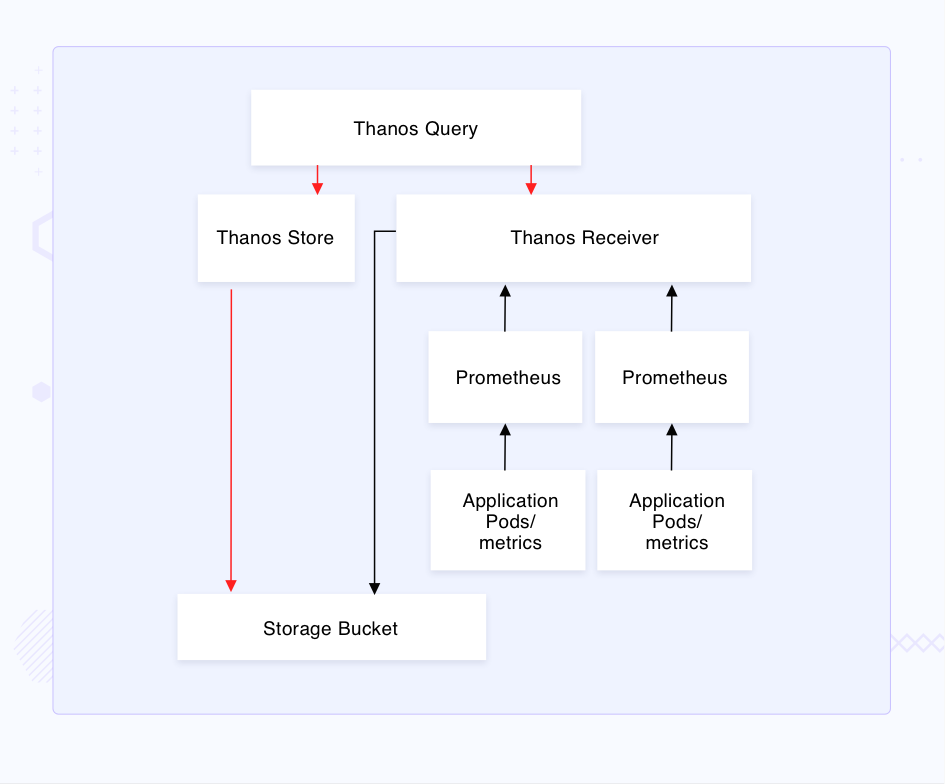 Thanos Query
Thanos Store
Thanos Receiver
Prometheus
Prometheus
Application
Pods/
metrics
Application
Pods/
metrics
Storage Bucket